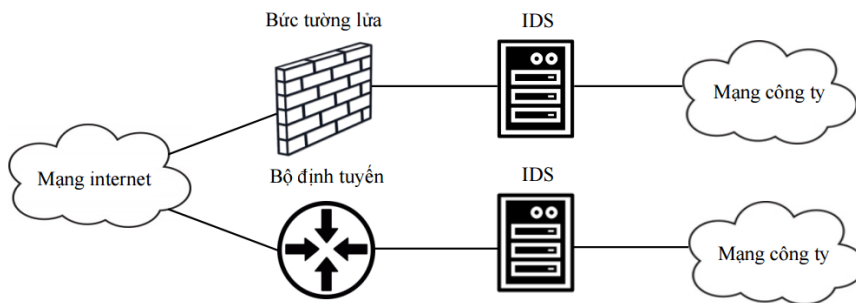 Bức tường lửa
IDS
Mạng công ty
Mạng internet
Bộ định tuyến
IDS
Mạng công ty